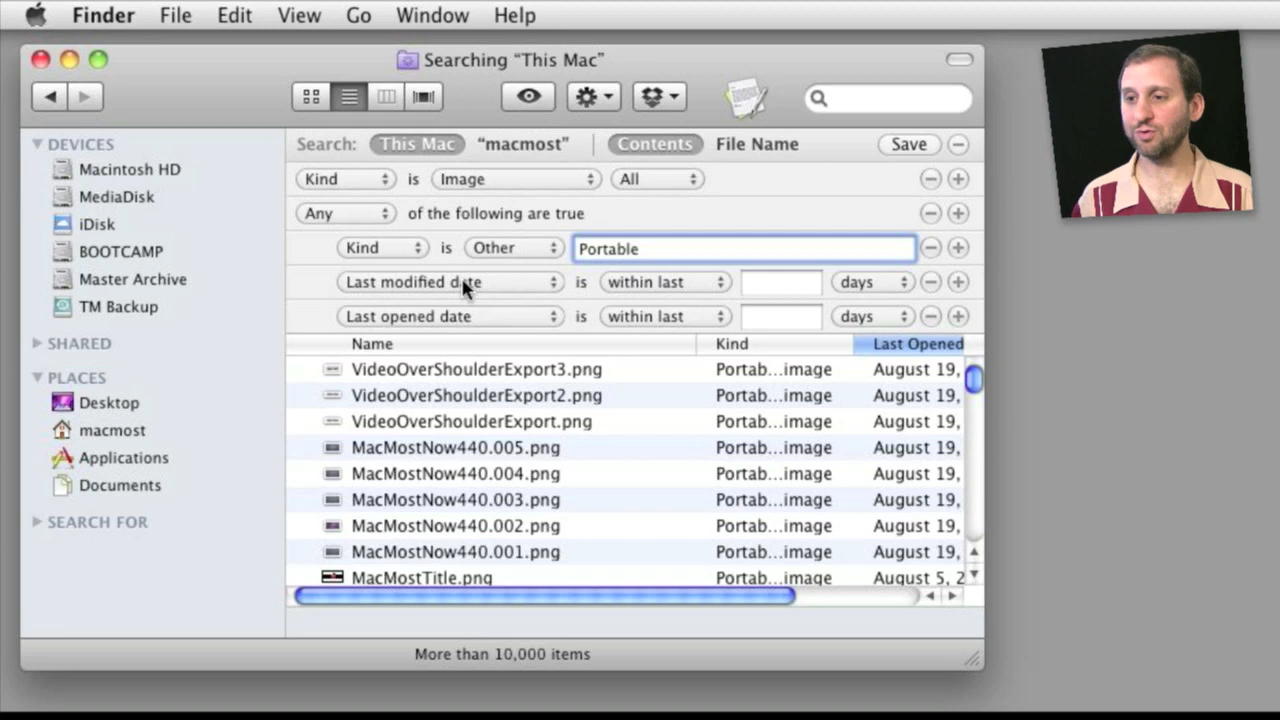 Finder File Edit View Go Window Help
Searching “This Mac”
Search: This Mac “macmost” Contents File Name Save
Kind is Image All
Any of the following are true
Kind is Other Portable
Last modified date is within last days
Last opened date is within last days
DEVICES
Macintosh HD
MediaDisk
iDisk
BOOTCAMP
Master Archive
TM Backup
SHARED
PLACES
Desktop
macmost
Applications
Documents
SEARCH FOR
Name Kind Last Opened
VideoOverShoulderExport3.png Portab...image August 19,
VideoOverShoulderExport2.png Portab...image August 19,
VideoOverShoulderExport.png Portab...image August 19,
MacMostNow440.005.png Portab...image August 19,
MacMostNow440.004.png Portab...image August 19,
MacMostNow440.003.png Portab...image August 19,
MacMostNow440.002.png Portab...image August 19,
MacMostNow440.001.png Portab...image August 19,
MacMostTitle.png Portab...image August 5, 2
More than 10,000 items